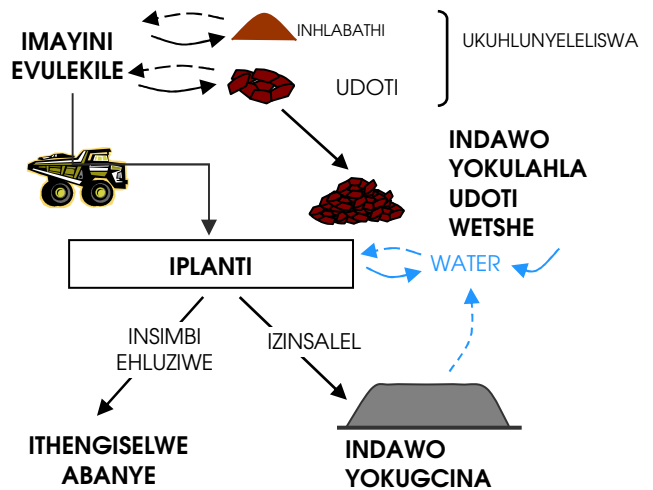 IMAYINI
EVULEKILE
INHLABATHI
UKUHLUNYELELISWA
UDOTI
INDAWO
YOKULAHLA
UDOTI
WETSHE
IPLANTI
WATER
INSIMBI
EHLUZIWE
IZINSALEL
ITHENGISELWE
ABANYE
INDAWO
YOKUGCINA